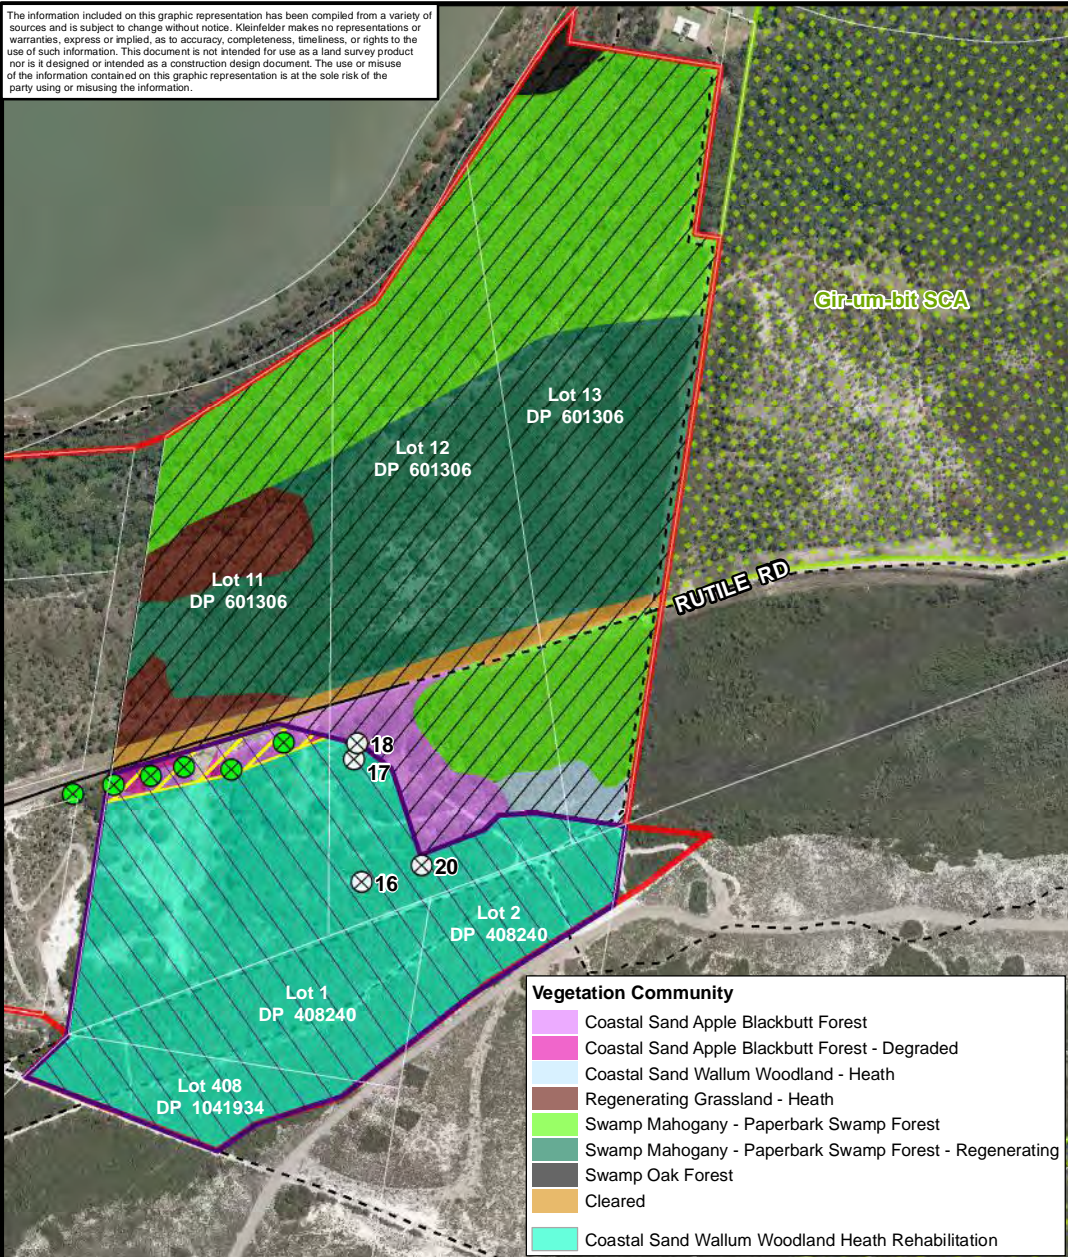 The information included on this graphic representation has been compiled from a variety of
sources and is subject to change without notice. Kleinfelder makes no representations or
warranties, express or implied, as to accuracy, completeness, timeliness, or rights to the
use of such information. This document is not intended for use as a land survey product
nor is it designed or intended as a construction design document. The use or misuse
of the information contained on this graphic representation is at the sole risk of the
party using or misusing the information.
Gir-um-bit SCA
Lot 13
DP 601306
Lot 12
DP 601306
Lot 11
DP 601306
RUTILE RD
18
17
20
16
Lot 2
DP 408240
Lot 1
DP 408240
Lot 408
DP 1041934
Vegetation Community
Coastal Sand Apple Blackbutt Forest
Coastal Sand Apple Blackbutt Forest - Degraded
Coastal Sand Wallum Woodland - Heath
Regenerating Grassland - Heath
Swamp Mahogany - Paperbark Swamp Forest
Swamp Mahogany - Paperbark Swamp Forest - Regenerating
Swamp Oak Forest
Cleared
Coastal Sand Wallum Woodland Heath Rehabilitation